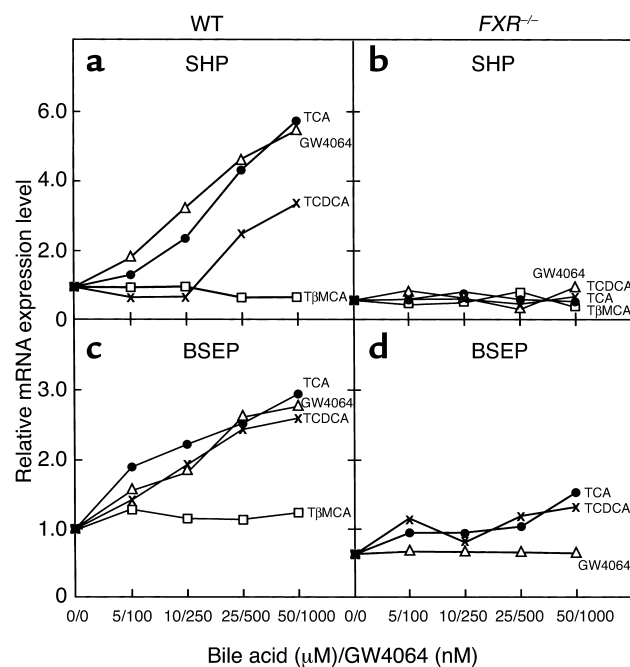 WT
FXR–/–
a
SHP
6.0
4.0
2.0
0
TCA
GW4064
TCDCA
TβMCA
b
SHP
GW4064
TCDCA
TCA
TβMCA
Relative mRNA expression level
c
BSEP
3.0
2.0
1.0
0
TCA
GW4064
TCDCA
TβMCA
d
BSEP
TCA
TCDCA
GW4064
0/0 5/100 10/250 25/500 50/1000
0/0 5/100 10/250 25/500 50/1000
Bile acid (μM)/GW4064 (nM)